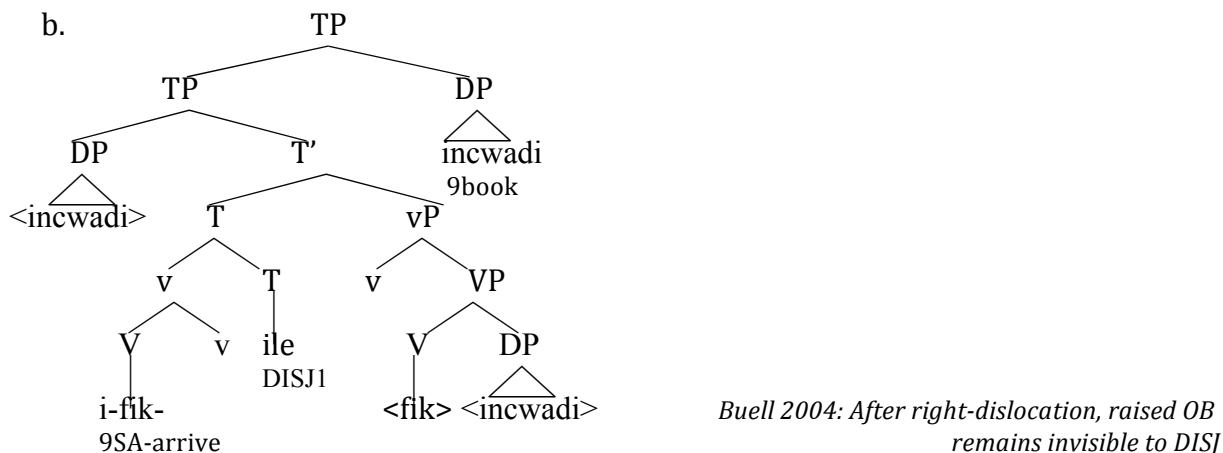 b.
TP
TP DP
DP T’ incwadi
9book
<incwadi> T vP
v T v VP
V v ile V DP
DISJ1
i-fik- <fik> <incwadi> Buell 2004: After right-dislocation, raised OB
9SA-arrive remains invisible to DISJ